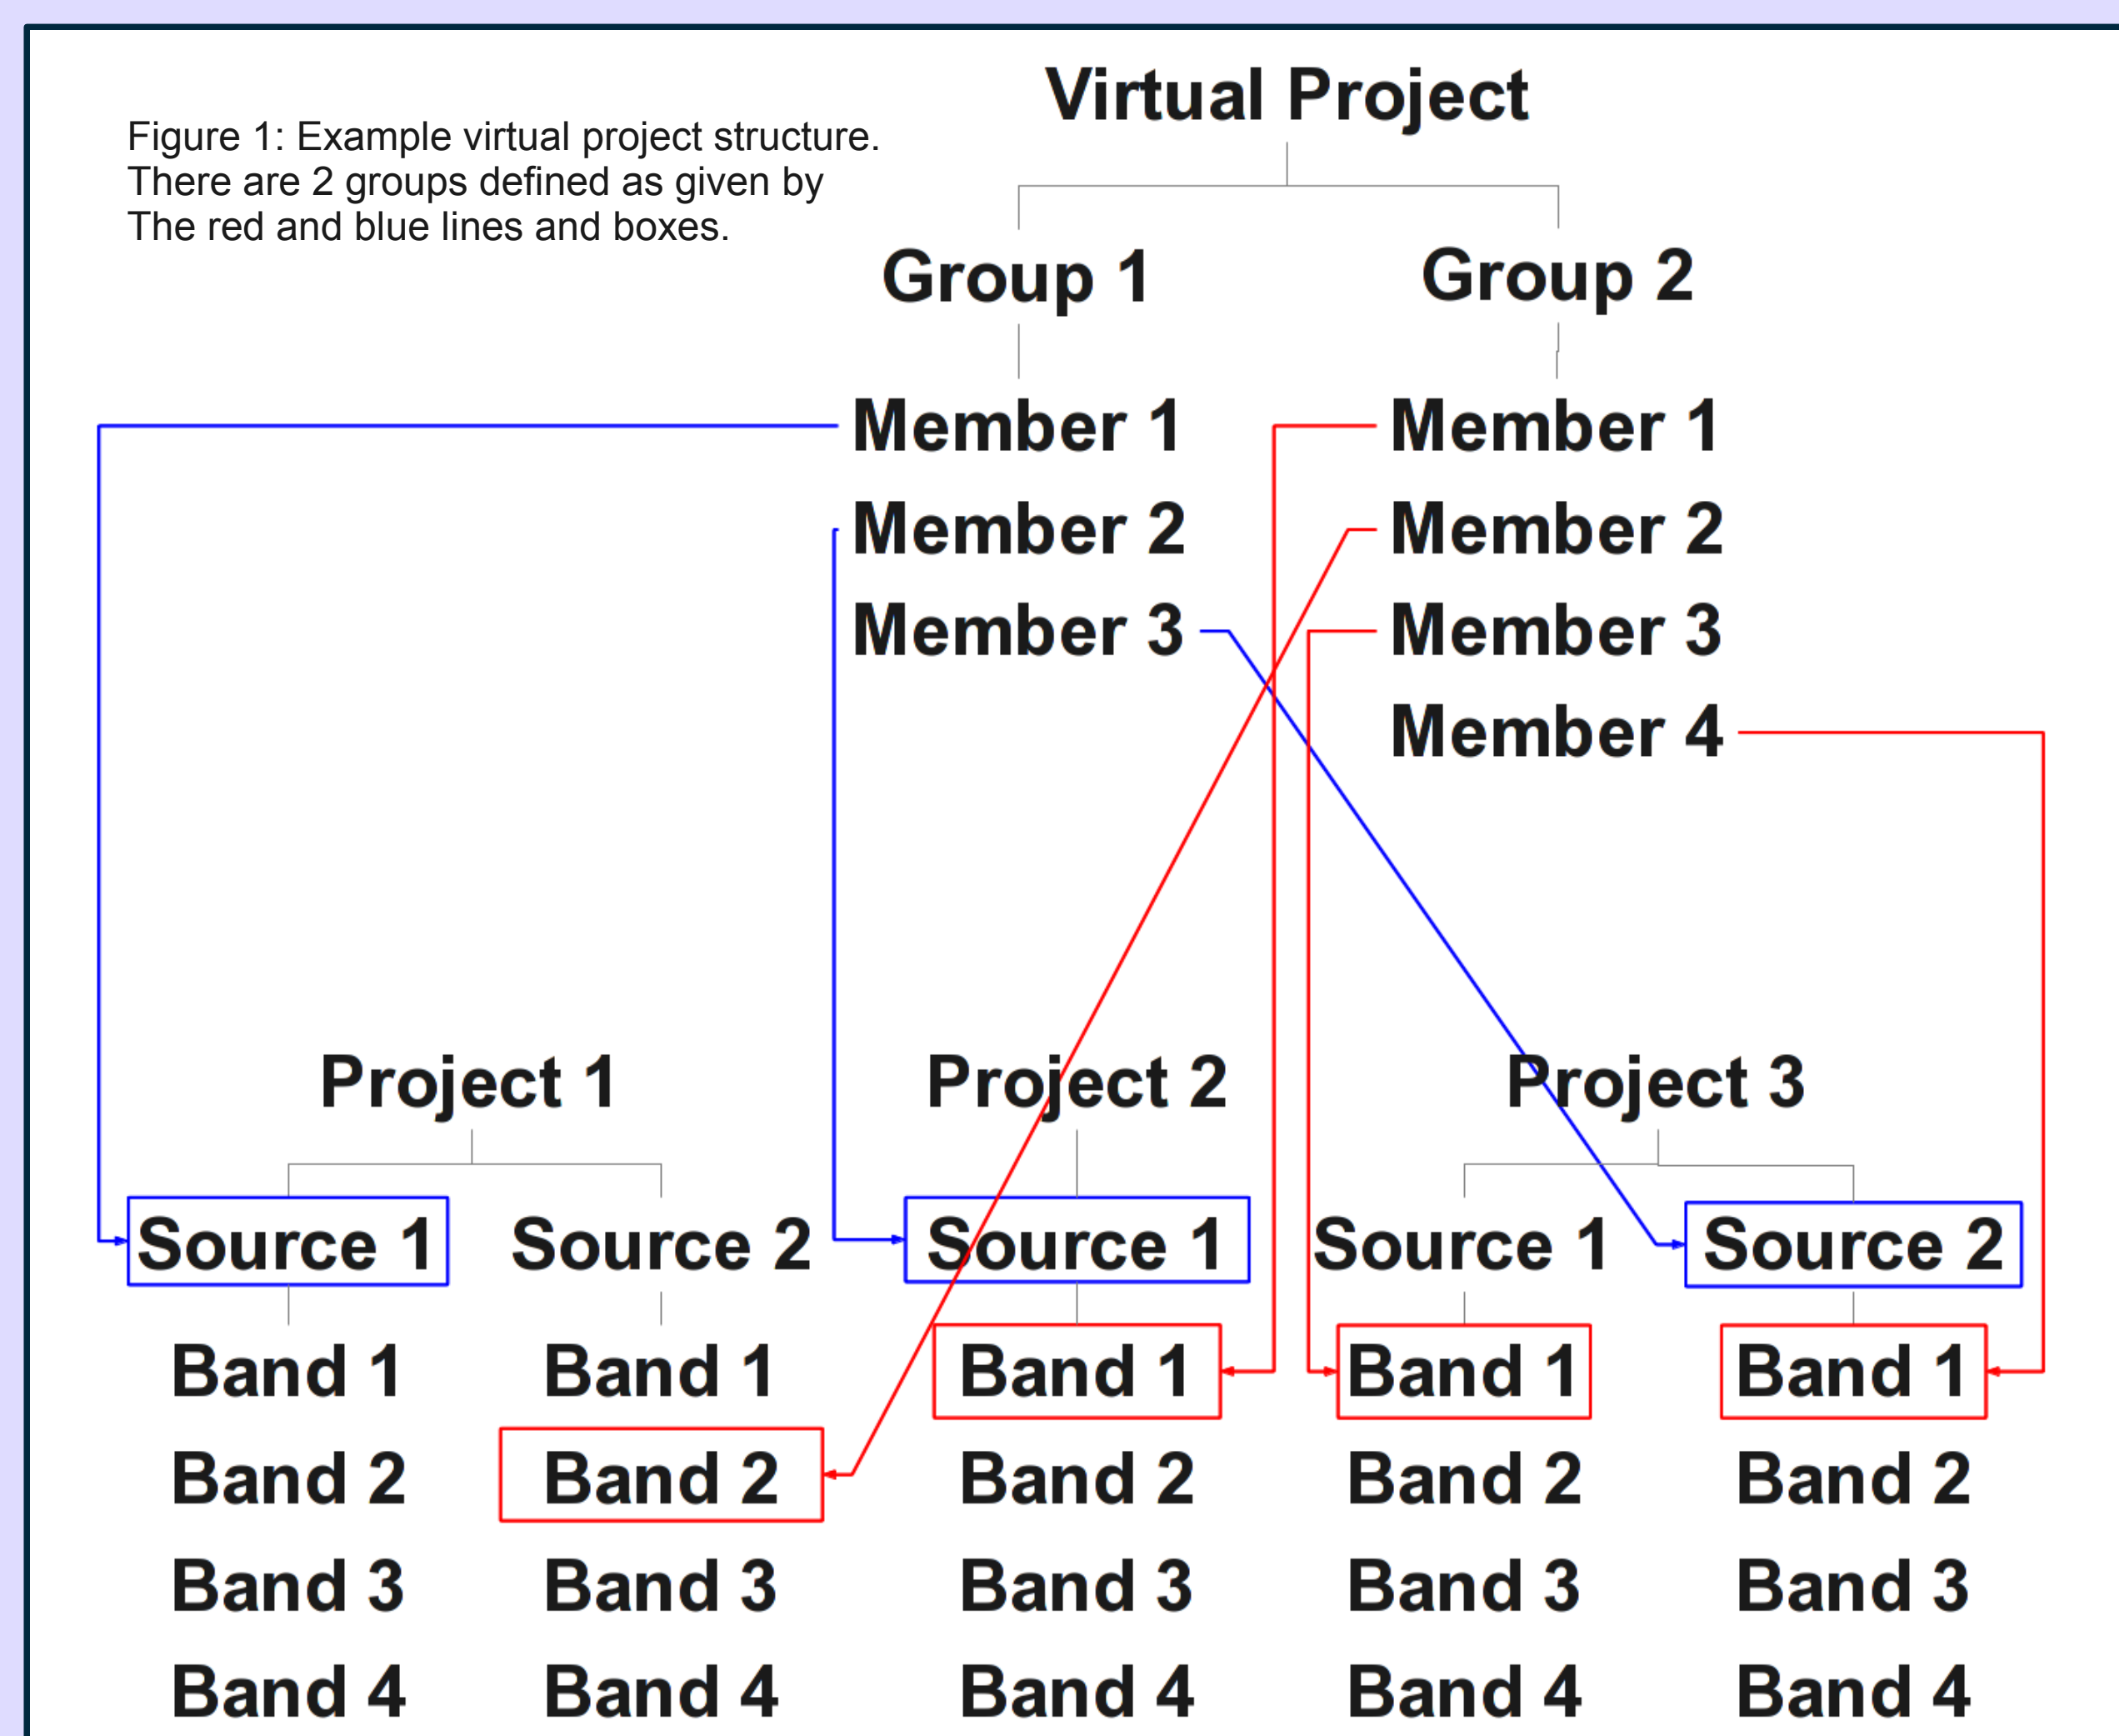 Virtual Project
Figure 1: Example virtual project structure.
There are 2 groups defined as given by
The red and blue lines and boxes.
Group 1 Group 2
Member 1 Member 1
Member 2 Member 2
Member 3 Member 3
Member 4
Project 1 Project 2 Project 3
Source 1 Source 2 Source 1 Source 1 Source 2
Band 1 Band 1 Band 1 Band 1 Band 1
Band 2 Band 2 Band 2 Band 2 Band 2
Band 3 Band 3 Band 3 Band 3 Band 3
Band 4 Band 4 Band 4 Band 4 Band 4